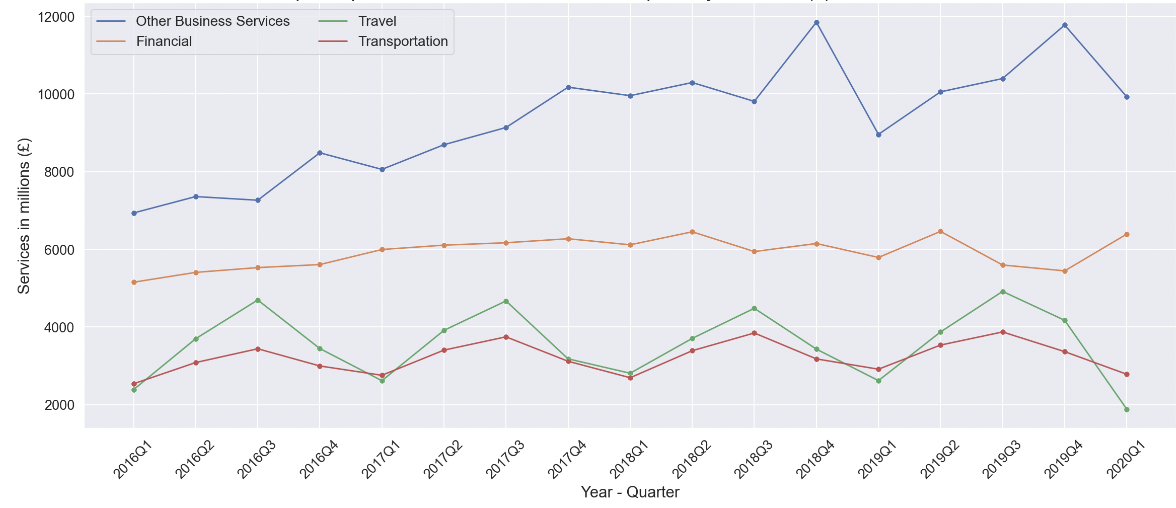 Other Business Services
Financial
Travel
Transportation
12000
10000
8000
6000
4000
2000
Services in millions (£)
2016Q1
2016Q2
2016Q3
2016Q4
2017Q1
2017Q2
2017Q3
2017Q4
2018Q1
2018Q2
2018Q3
2018Q4
2019Q1
2019Q2
2019Q3
2019Q4
2020Q1
Year - Quarter